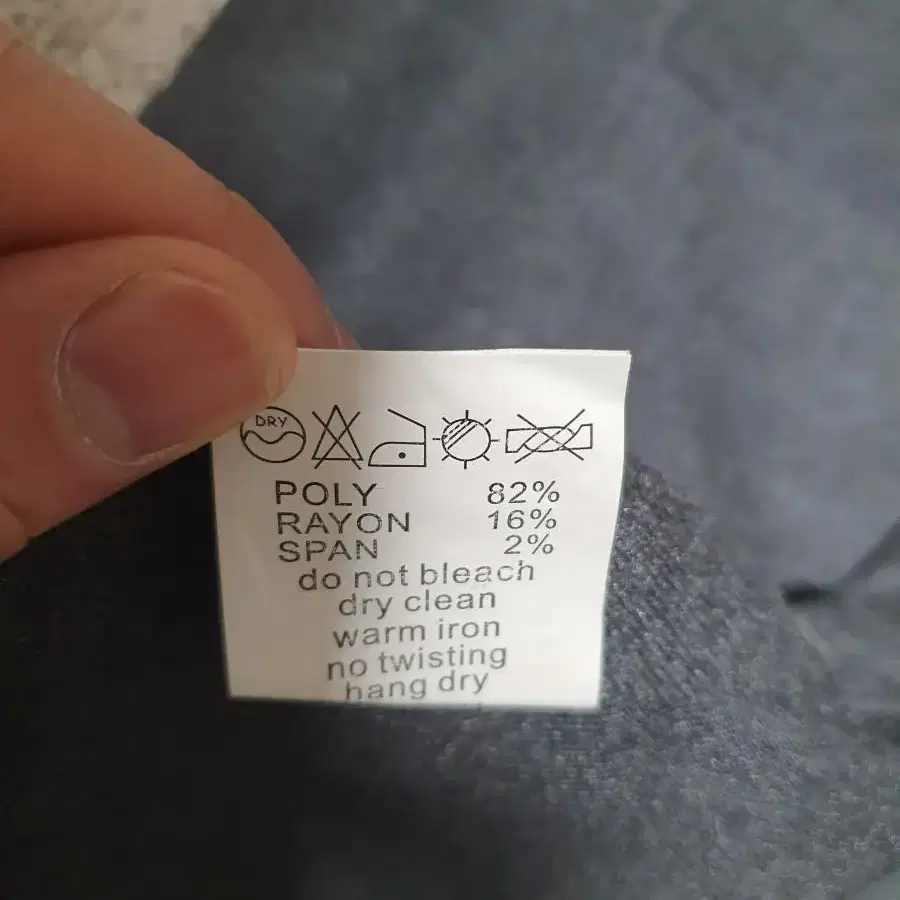 DRY
POLY 82%
RAYON 16%
SPAN 2%
do not bleach
dry clean
warm iron
no twisting
hang dry